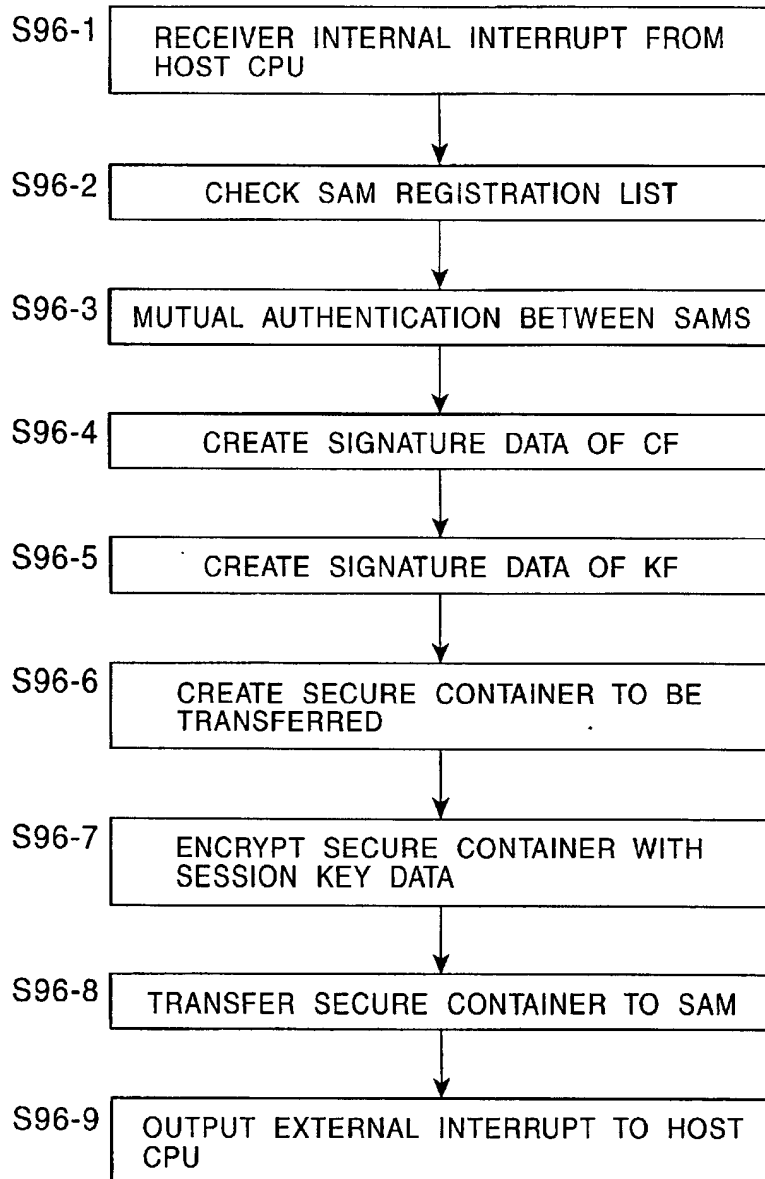 S96-1
RECEIVER INTERNAL INTERRUPT FROM
HOST CPU
S96-2
CHECK SAM REGISTRATION LIST
S96-3
MUTUAL AUTHENTICATION BETWEEN SAMS
S96-4
CREATE SIGNATURE DATA OF CF
S96-5
CREATE SIGNATURE DATA OF KF
S96-6
CREATE SECURE CONTAINER TO BE
TRANSFERRED
S96-7
ENCRYPT SECURE CONTAINER WITH
SESSION KEY DATA
S96-8
TRANSFER SECURE CONTAINER TO SAM
S96-9
OUTPUT EXTERNAL INTERRUPT TO HOST
CPU